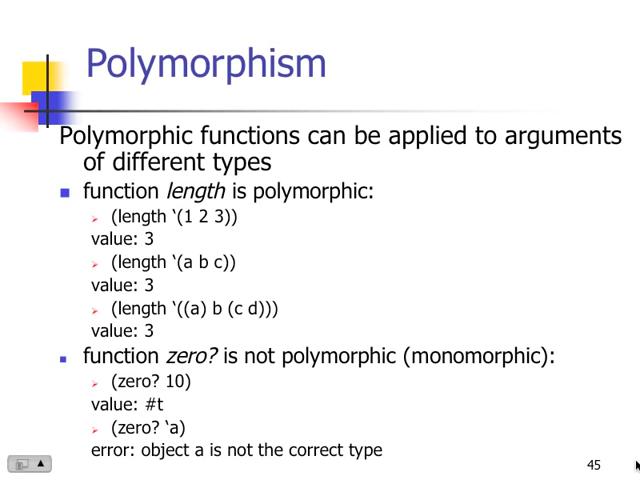 Polymorphism
Polymorphic functions can be applied to arguments
of different types
function length is polymorphic:
(length ‘(1 2 3))
value: 3
(length ‘(a b c))
value: 3
(length ‘((a) b (c d)))
value: 3
function zero? is not polymorphic (monomorphic):
(zero? 10)
value: #t
(zero? ‘a)
error: object a is not the correct type
45